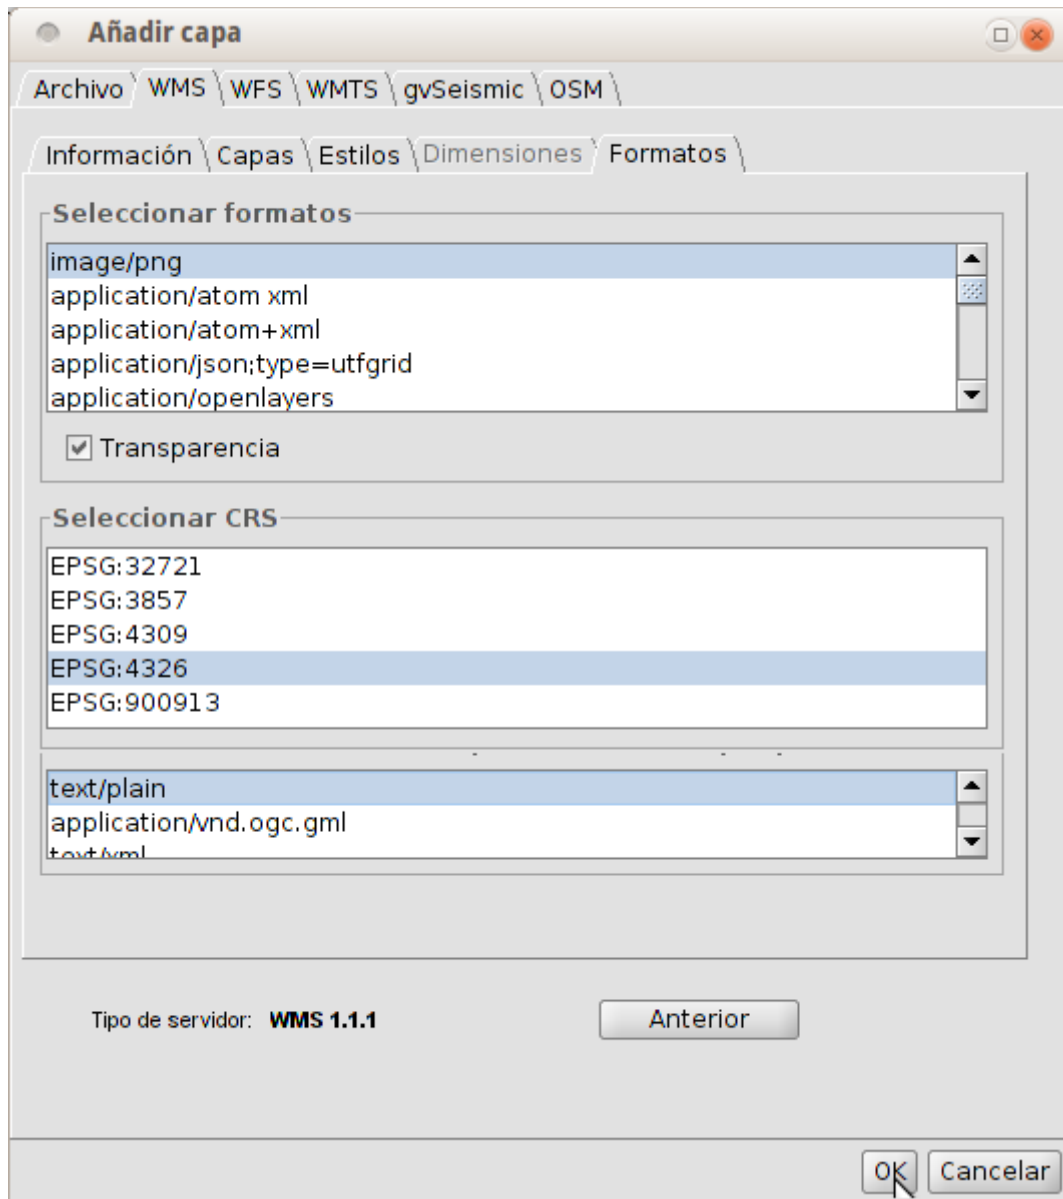 Añadir capa
Archivo WMS WFS WMTS gvSeismic OSM
Información Capas Estilos Dimensiones Formatos
Seleccionar formatos
image/png
application/atom xml
application/atom+xml
application/json;type=utfgrid
application/openlayers
Transparencia
Seleccionar CRS
EPSG:32721
EPSG:3857
EPSG:4309
EPSG:4326
EPSG:900913
text/plain
application/vnd.ogc.gml
text/xml
Tipo de servidor: WMS 1.1.1
Anterior
OK Cancelar